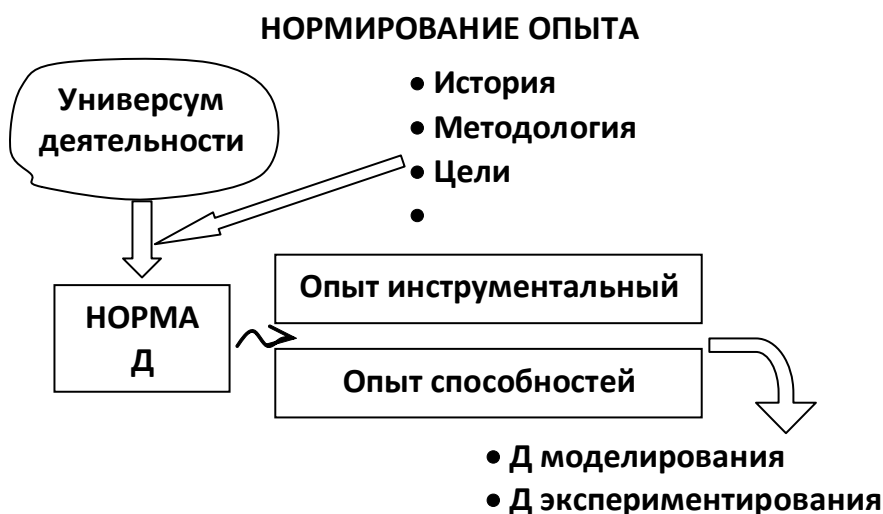 НОРМИРОВАНИЕ ОПЫТА
Универсум
деятельности
• История
• Методология
• Цели
•
НОРМА
Д
Опыт инструментальный
Опыт способностей
• Д моделирования
• Д экспериментирования